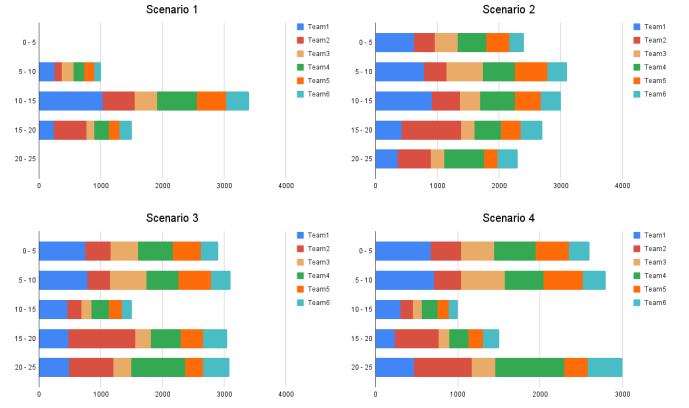 Scenario 1
0 - 5
5 - 10
10 - 15
15 - 20
20 - 25
0
1000
2000
3000
4000
Team1
Team2
Team3
Team4
Team5
Team6
Scenario 2
0 - 5
5 - 10
10 - 15
15 - 20
20 - 25
0
1000
2000
3000
4000
Team1
Team2
Team3
Team4
Team5
Team6
Scenario 3
0 - 5
5 - 10
10 - 15
15 - 20
20 - 25
0
1000
2000
3000
4000
Team1
Team2
Team3
Team4
Team5
Team6
Scenario 4
0 - 5
5 - 10
10 - 15
15 - 20
20 - 25
0
1000
2000
3000
Team1
Team2
Team3
Team4
Team5
Team6